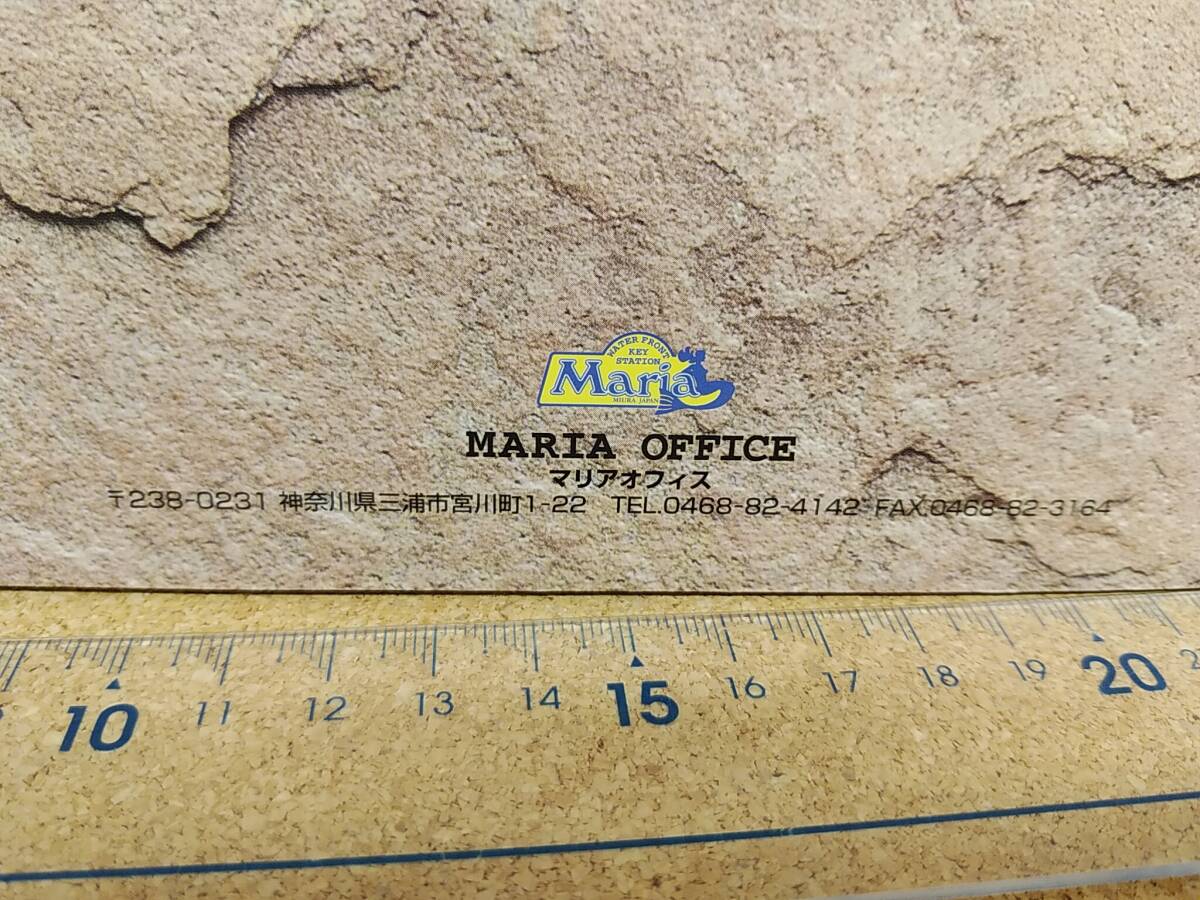 WATER FRONT
KEY
STATION
Maria
MIURA JAPAN
MARIA OFFICE
マリアオフィス
〒238-0231 神奈川県三浦市宮川町1-22 TEL.0468-82-4142 FAX.0468-82-3164
10 11 12 13 14 15 16 17 18 19 20